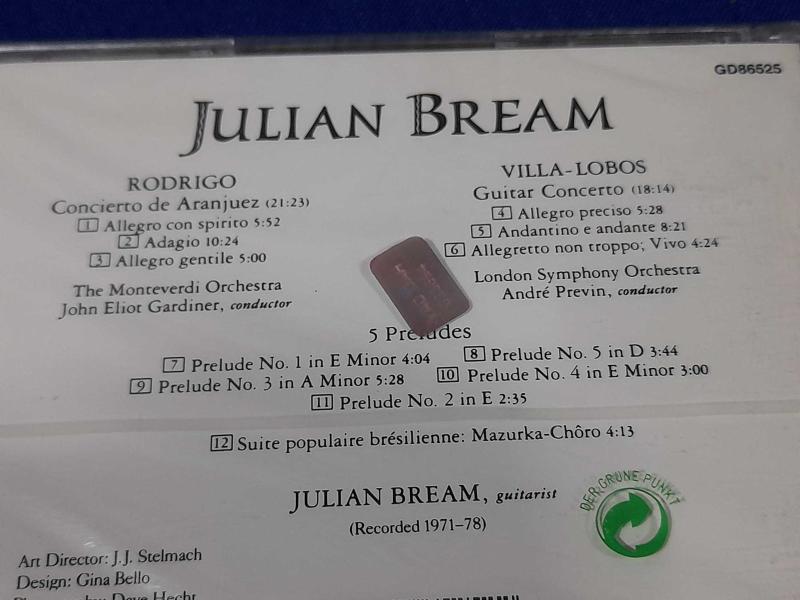 GD86525
JULIAN BREAM
RODRIGO
Concierto de Aranjuez (21:23)
1 Allegro con spirito 5:52
2 Adagio 10:24
3 Allegro gentile 5:00
The Monteverdi Orchestra
John Eliot Gardiner, conductor
VILLA-LOBOS
Guitar Concerto (18:14)
4 Allegro preciso 5:28
5 Andantino e andante 8:21
6 Allegretto non troppo; Vivo 4:24
London Symphony Orchestra
André Previn, conductor
5 Preludes
7 Prelude No. 1 in E Minor 4:04
8 Prelude No. 5 in D 3:44
9 Prelude No. 3 in A Minor 5:28
10 Prelude No. 4 in E Minor 3:00
11 Prelude No. 2 in E 2:35
12 Suite populaire brésilienne: Mazurka-Chôro 4:13
JULIAN BREAM, guitarist
(Recorded 1971–78)
DER GRÜNE PUNKT
Art Director: J.J. Stelmach
Design: Gina Bello
Dave Hecht